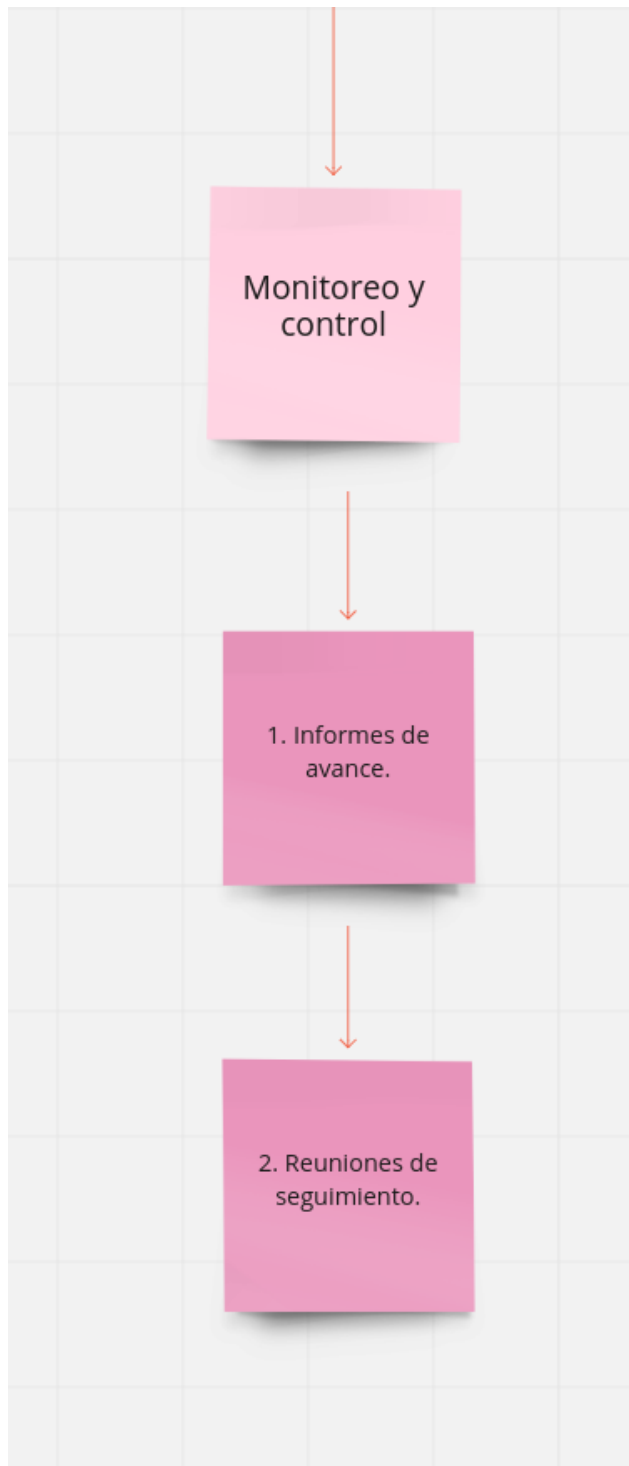 Monitoreo y
control
1. Informes de
avance.
2. Reuniones de
seguimiento.